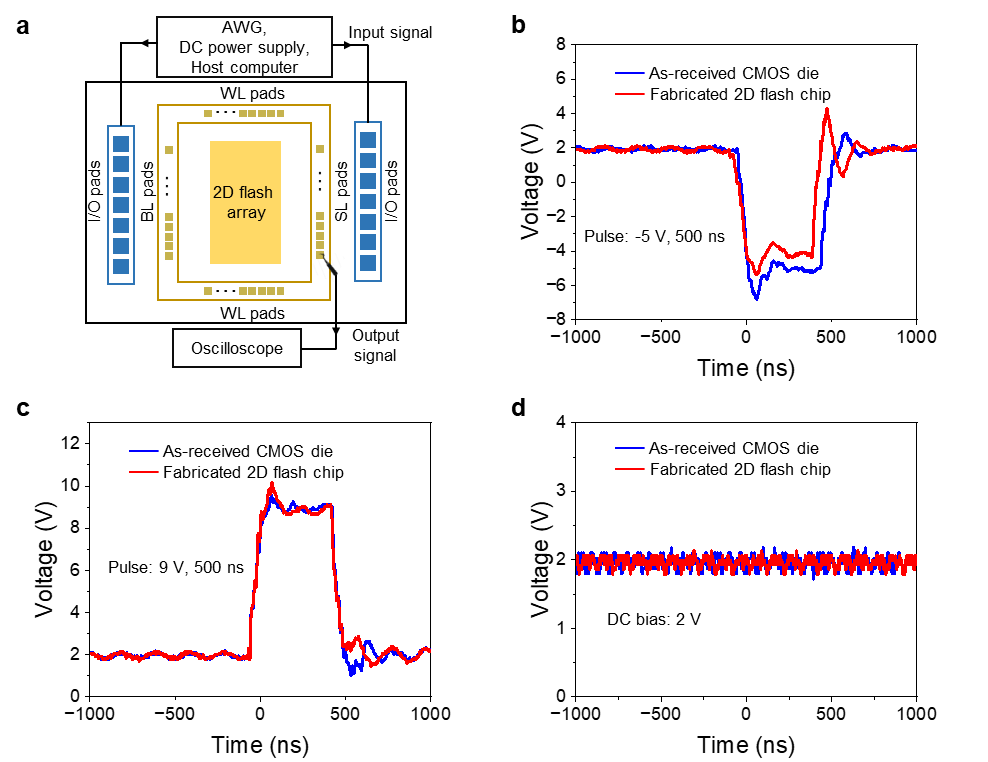 a
AWG,
DC power supply,
Host computer
Input signal
WL pads
I/O pads
BL pads
2D flash
array
SL pads
I/O pads
WL pads
Oscilloscope
Output
signal
b
As-received CMOS die
Fabricated 2D flash chip
Pulse: -5 V, 500 ns
Voltage (V)
8
6
4
2
0
−2
−4
−6
−8
−1000
−500
0
500
1000
Time (ns)
c
As-received CMOS die
Fabricated 2D flash chip
Pulse: 9 V, 500 ns
Voltage (V)
12
10
8
6
4
2
0
−1000
−500
0
500
1000
Time (ns)
d
As-received CMOS die
Fabricated 2D flash chip
DC bias: 2 V
Voltage (V)
4
3
2
1
0
−1000
−500
0
500
1000
Time (ns)